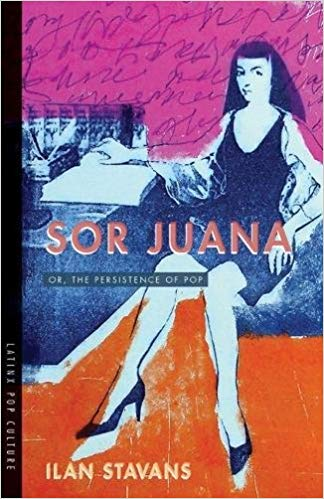 SOR JUANA
OR, THE PERSISTENCE OF POP
LATINX POP CULTURE
ILAN STAVANS